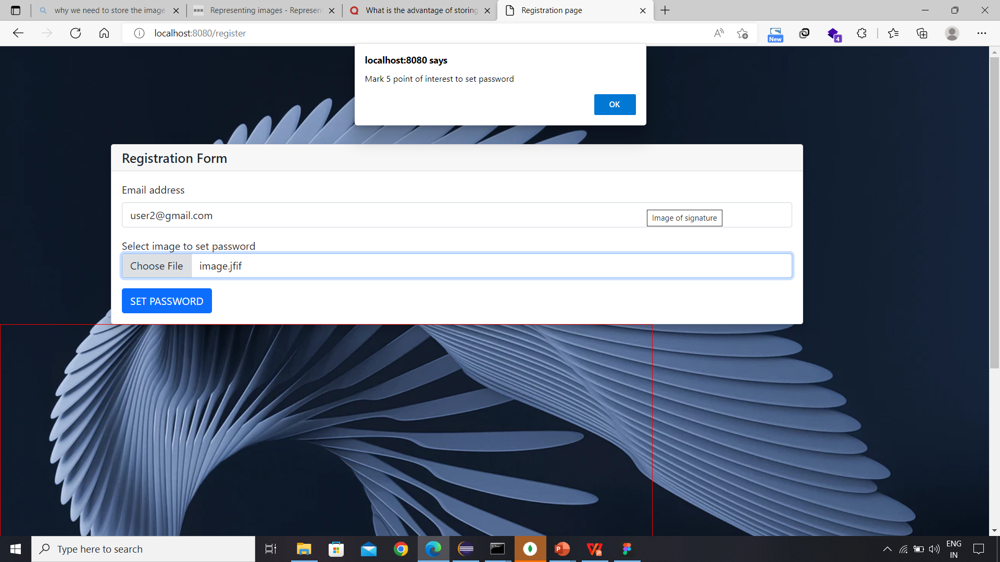 why we need to store the image
Representing images - Represen
What is the advantage of storing
Registration page
localhost:8080/register
New
4
localhost:8080 says
Mark 5 point of interest to set password
OK
Registration Form
Email address
user2@gmail.com
Image of signature
Select image to set password
Choose File
image.jfif
SET PASSWORD
Type here to search
ENG
IN